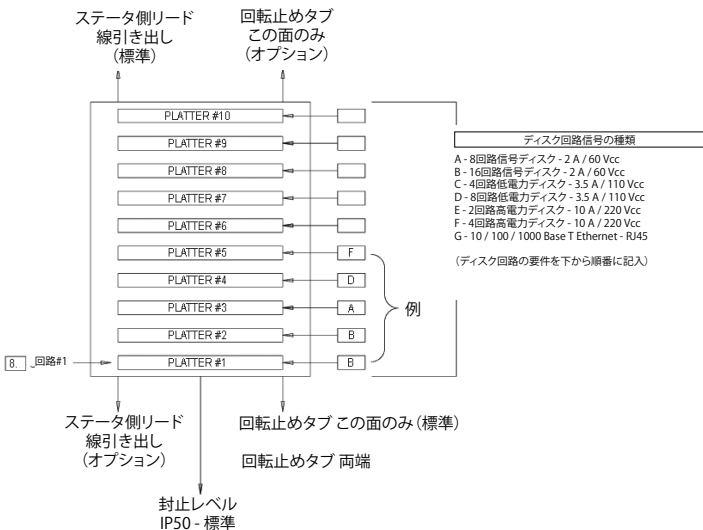 ステータ側リード
線引き出し
（標準）
回転止めタブ
この面のみ
（オプション）
PLATTER #10
PLATTER #9
PLATTER #8
PLATTER #7
PLATTER #6
PLATTER #5
F
PLATTER #4
D
PLATTER #3
A
PLATTER #2
B
8. 回路#1
PLATTER #1
B
例
ディスク回路信号の種類
A - 8回路信号ディスク - 2 A / 60 Vcc
B - 16回路信号ディスク - 2 A / 60 Vcc
C - 4回路低電力ディスク - 3.5 A / 110 Vcc
D - 8回路低電力ディスク - 3.5 A / 110 Vcc
E - 2回路高電力ディスク - 10 A / 220 Vcc
F - 4回路高電力ディスク - 10 A / 220 Vcc
G - 10 / 100 / 1000 Base T Ethernet - RJ45
（ディスク回路の要件を下から順番に記入）
ステータ側リード
線引き出し
（オプション）
回転止めタブ この面のみ（標準）
回転止めタブ 両端
封止レベル
IP50 - 標準